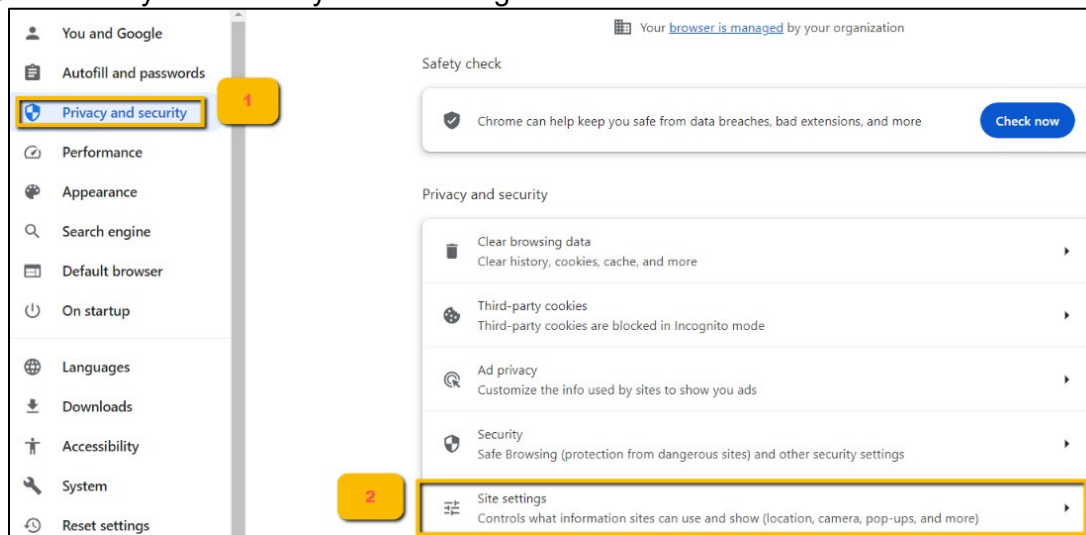 You and Google
Autofill and passwords
Privacy and security
1
Performance
Appearance
Search engine
Default browser
On startup
Languages
Downloads
Accessibility
System
Reset settings
Your browser is managed by your organization
Safety check
Chrome can help keep you safe from data breaches, bad extensions, and more
Check now
Privacy and security
Clear browsing data
Clear history, cookies, cache, and more
Third-party cookies
Third-party cookies are blocked in Incognito mode
Ad privacy
Customize the info used by sites to show you ads
Security
Safe Browsing (protection from dangerous sites) and other security settings
2
Site settings
Controls what information sites can use and show (location, camera, pop-ups, and more)